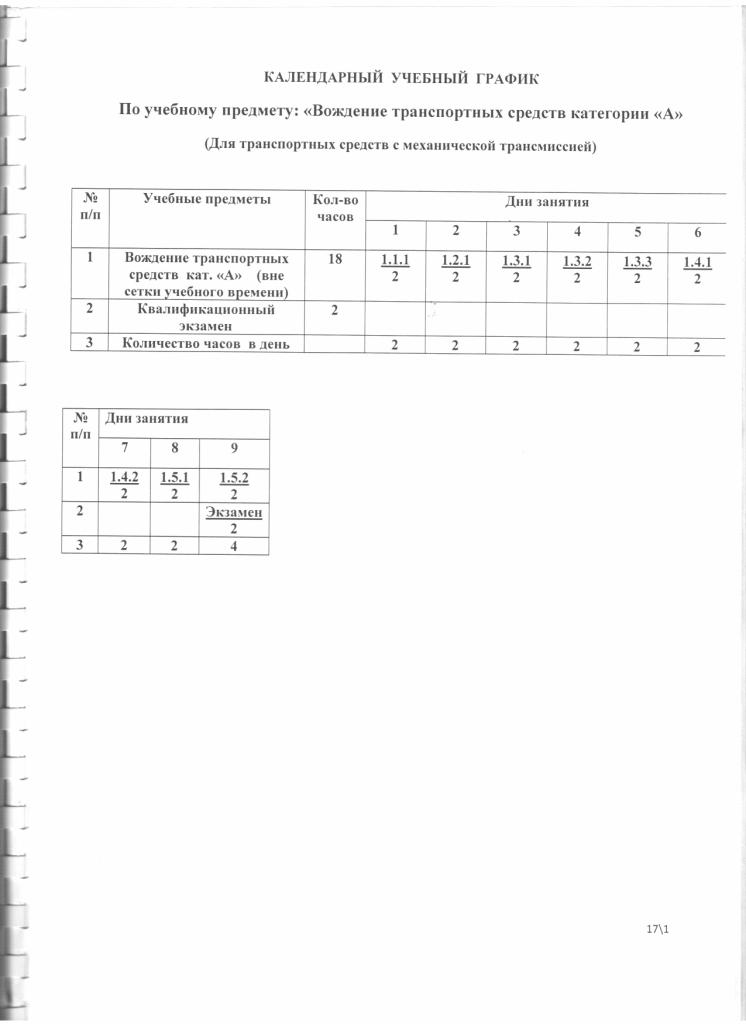 КАЛЕНДАРНЫЙ УЧЕБНЫЙ ГРАФИК
По учебному предмету: «Вождение транспортных средств категории «А»
(Для транспортных средств с механической трансмиссией)
№ п/п Учебные предметы Кол-во часов Дни занятия
1 2 3 4 5 6
1 Вождение транспортных средств кат. «А» (вне сетки учебного времени) 18 1.1.1 2 1.2.1 2 1.3.1 2 1.3.2 2 1.3.3 2 1.4.1 2
2 Квалификационный экзамен 2
3 Количество часов в день 2 2 2 2 2 2
№ п/п Дни занятия
7 8 9
1 1.4.2 2 1.5.1 2 1.5.2 2
2 Экзамен 2
3 2 2 4
17\1